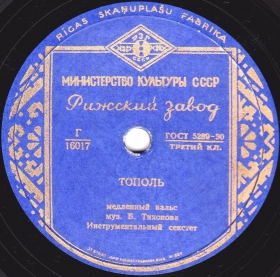 RĪGAS SKAŅUPLAŠU FABRIKA
МИНИСТЕРСТВО КУЛЬТУРЫ СССР
Рижский завод
Г
16017
ГОСТ 5289-50
ТРЕТИЙ КЛ.
ТОПОЛЬ
медленный вальс
муз. В. Тихонова
Инструментальный секстет